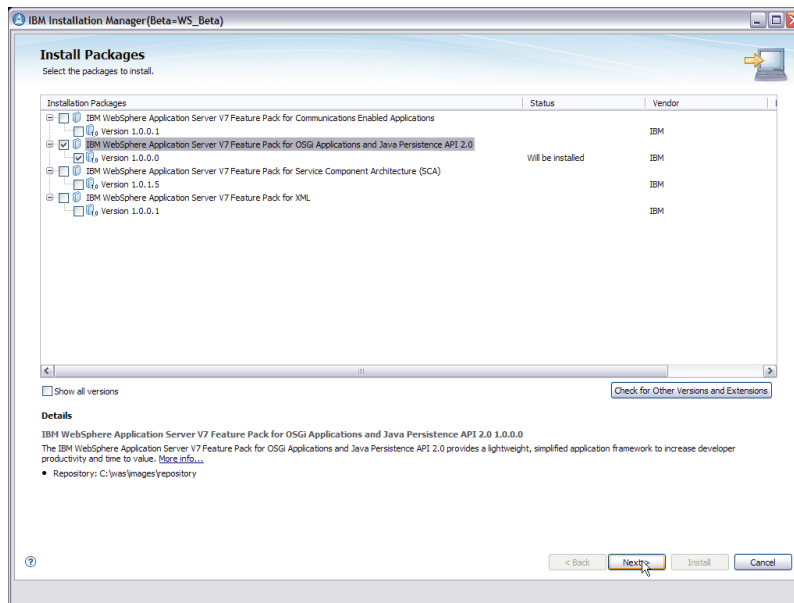 IBM Installation Manager(Beta=WS_Beta)
Install Packages
Select the packages to install.
Installation Packages Status Vendor
IBM WebSphere Application Server V7 Feature Pack for Communications Enabled Applications
Version 1.0.0.1 IBM
IBM WebSphere Application Server V7 Feature Pack for OSGi Applications and Java Persistence API 2.0
Version 1.0.0.0 Will be installed IBM
IBM WebSphere Application Server V7 Feature Pack for Service Component Architecture (SCA)
Version 1.0.1.5 IBM
IBM WebSphere Application Server V7 Feature Pack for XML
Version 1.0.0.1 IBM
Show all versions
Check for Other Versions and Extensions
Details
IBM WebSphere Application Server V7 Feature Pack for OSGi Applications and Java Persistence API 2.0 1.0.0.0
The IBM WebSphere Application Server V7 Feature Pack for OSGi Applications and Java Persistence API 2.0 provides a lightweight, simplified application framework to increase developer
productivity and time to value. More info...
• Repository: C:\was\images\repository
? < Back Next > Install Cancel